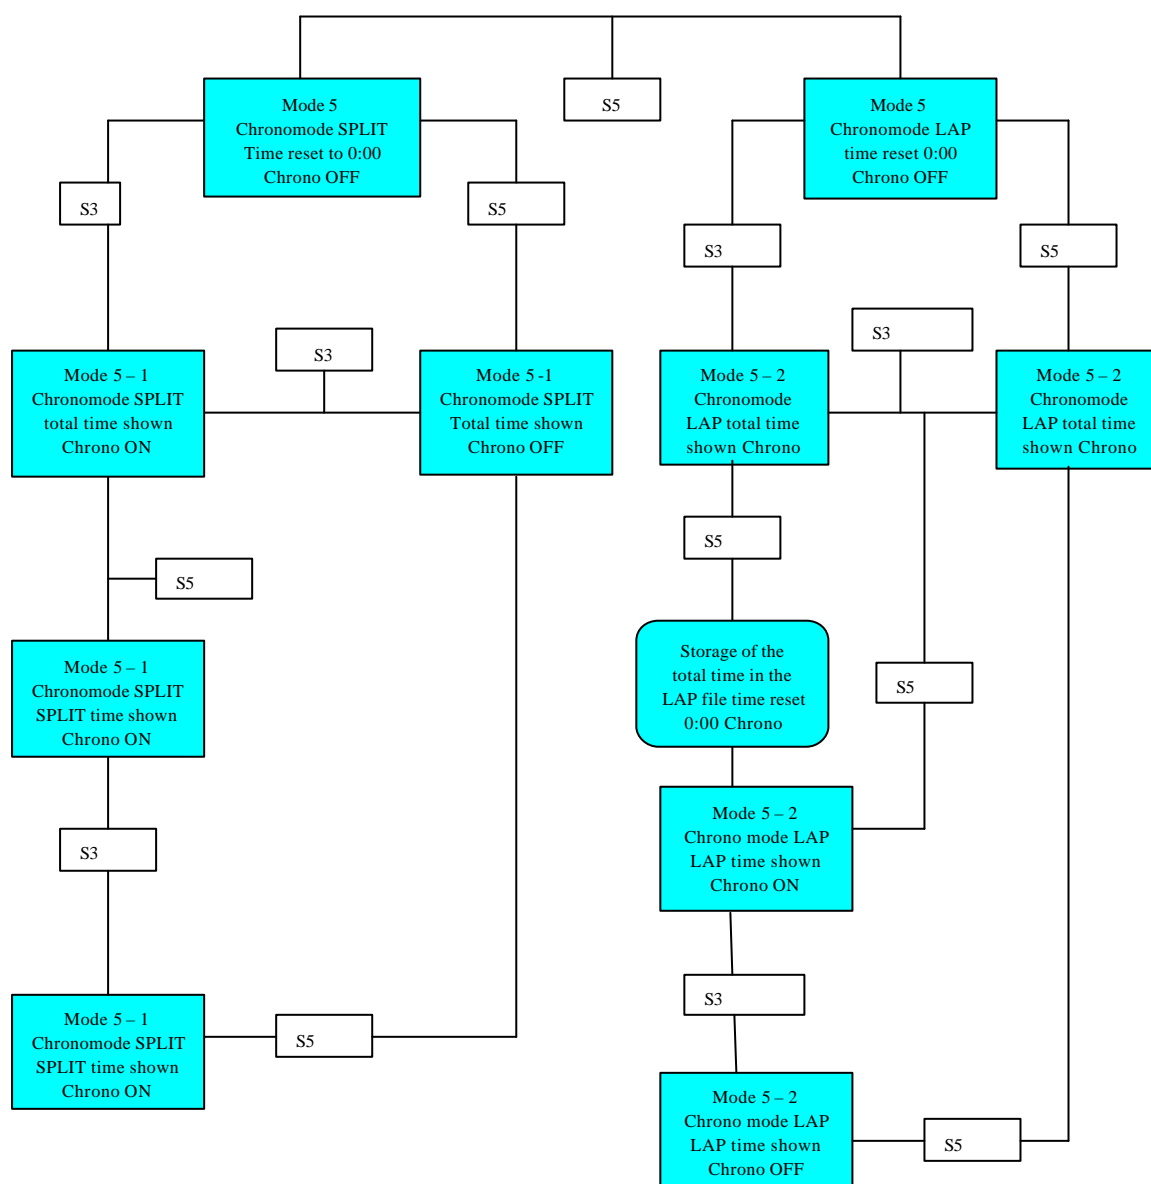 Mode 5
Chronomode SPLIT
Time reset to 0:00
Chrono OFF
S5
Mode 5
Chronomode LAP
time reset 0:00
Chrono OFF
S3
S5
S3
S5
S3
S3
Mode 5 – 1
Chronomode SPLIT
total time shown
Chrono ON
Mode 5 -1
Chronomode SPLIT
Total time shown
Chrono OFF
Mode 5 – 2
Chronomode
LAP total time
shown Chrono
Mode 5 – 2
Chronomode
LAP total time
shown Chrono
S5
S5
Mode 5 – 1
Chronomode SPLIT
SPLIT time shown
Chrono ON
Storage of the
total time in the
LAP file time reset
0:00 Chrono
S5
S3
Mode 5 – 2
Chrono mode LAP
LAP time shown
Chrono ON
S3
Mode 5 – 1
Chronomode SPLIT
SPLIT time shown
Chrono ON
S5
Mode 5 – 2
Chrono mode LAP
LAP time shown
Chrono OFF
S5